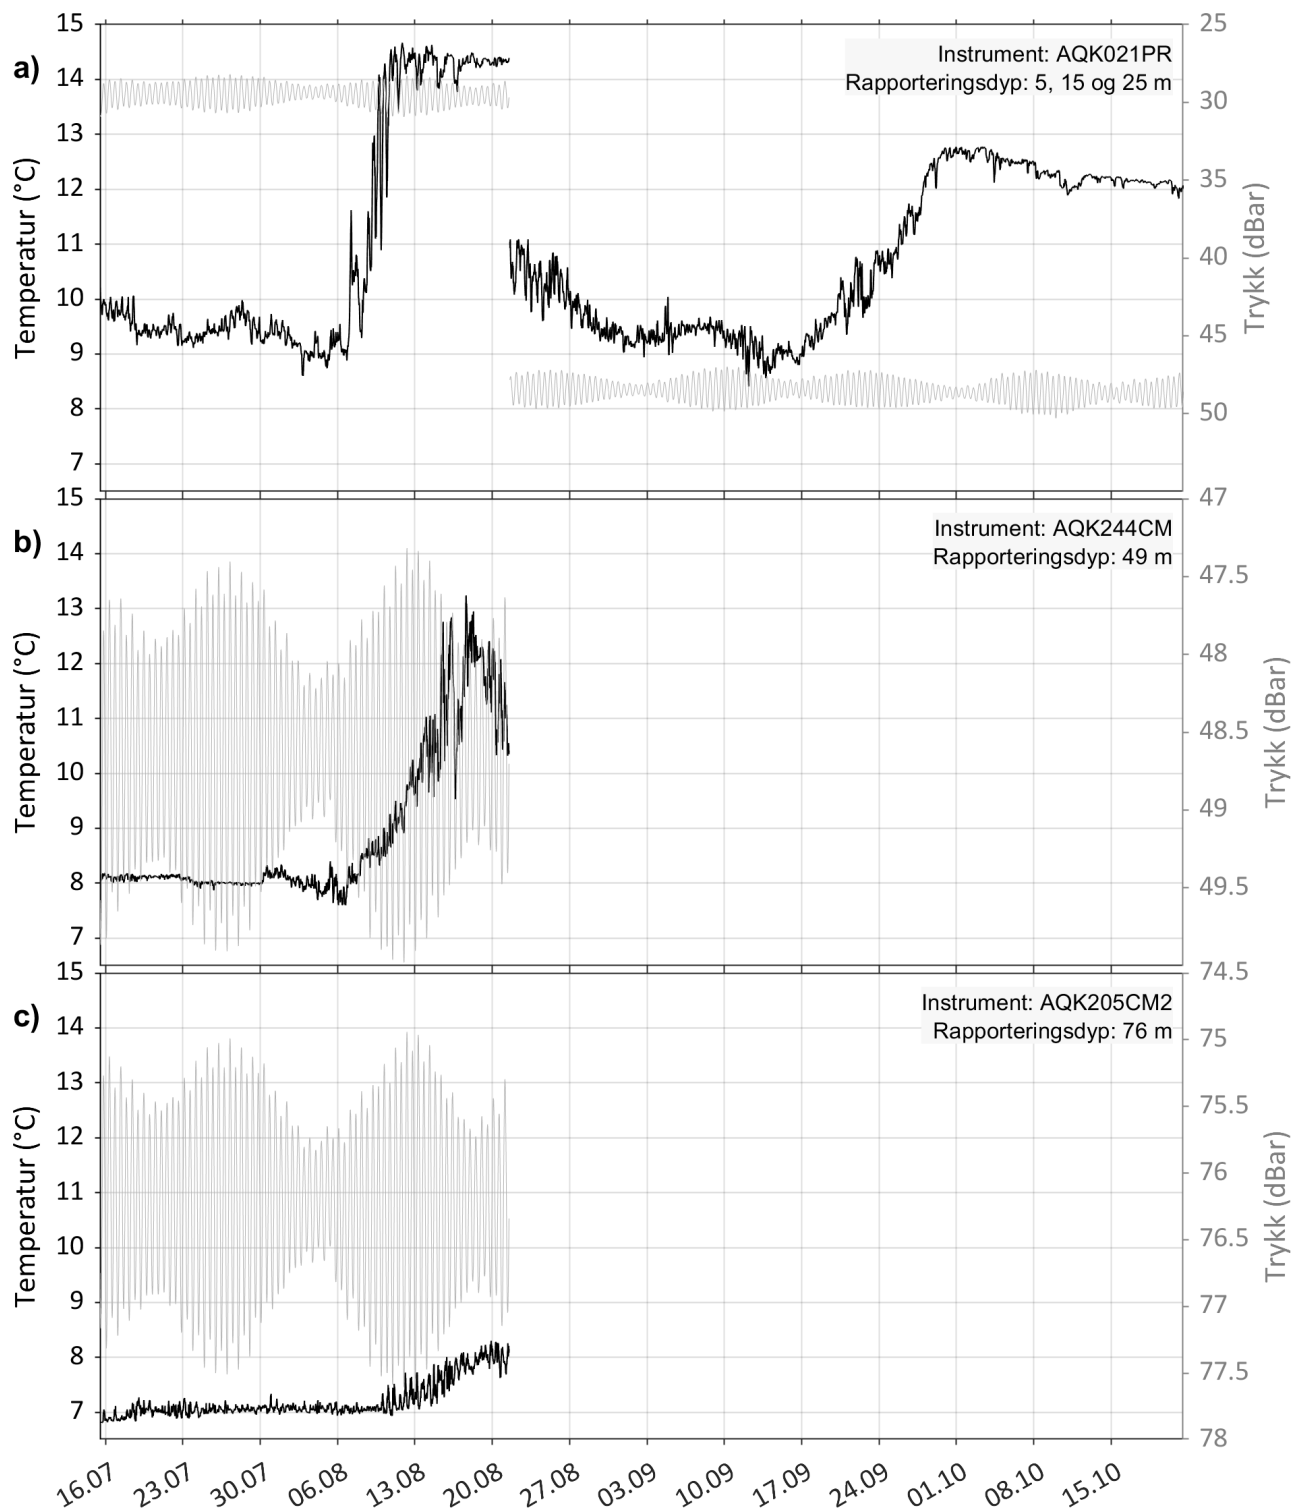 a)
Instrument: AQK021PR
Rapporteringsdyp: 5, 15 og 25 m
Temperatur (°C)
15
14
13
12
11
10
9
8
7
Trykk (dBar)
25
30
35
40
45
50
b)
Instrument: AQK244CM
Rapporteringsdyp: 49 m
Temperatur (°C)
15
14
13
12
11
10
9
8
7
Trykk (dBar)
47
47.5
48
48.5
49
49.5
c)
Instrument: AQK205CM2
Rapporteringsdyp: 76 m
Temperatur (°C)
15
14
13
12
11
10
9
8
7
Trykk (dBar)
74.5
75
75.5
76
76.5
77
77.5
78
16.07 23.07 30.07 06.08 13.08 20.08 27.08 03.09 10.09 17.09 24.09 01.10 08.10 15.10